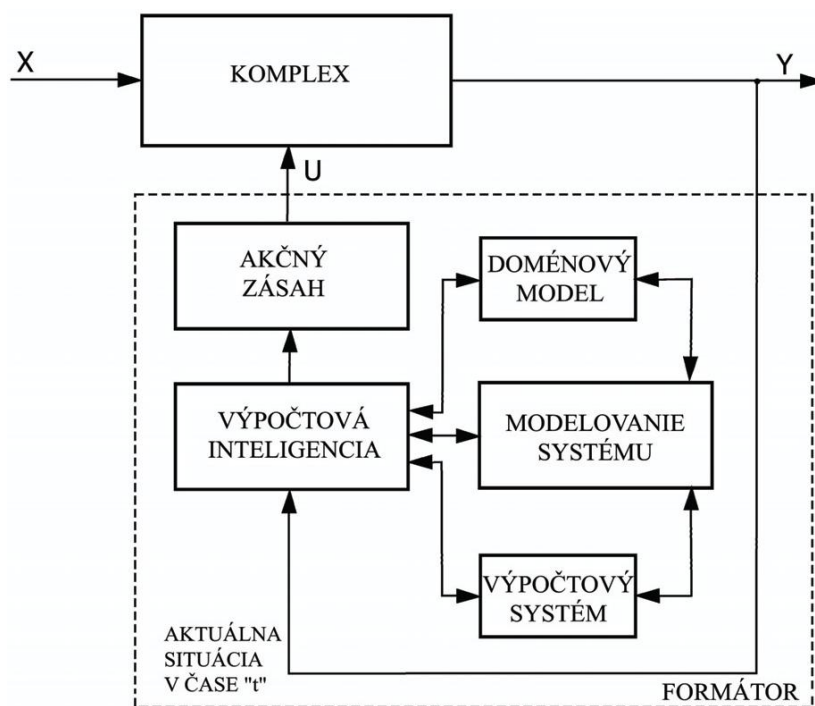 X
KOMPLEX
Y
U
AKČNÝ
ZÁSAH
DOMÉNOVÝ
MODEL
VÝPOČTOVÁ
INTELIGENCIA
MODELOVANIE
SYSTÉMU
VÝPOČTOVÝ
SYSTÉM
AKTUÁLNA
SITUÁCIA
V ČASE "t"
FORMÁTOR